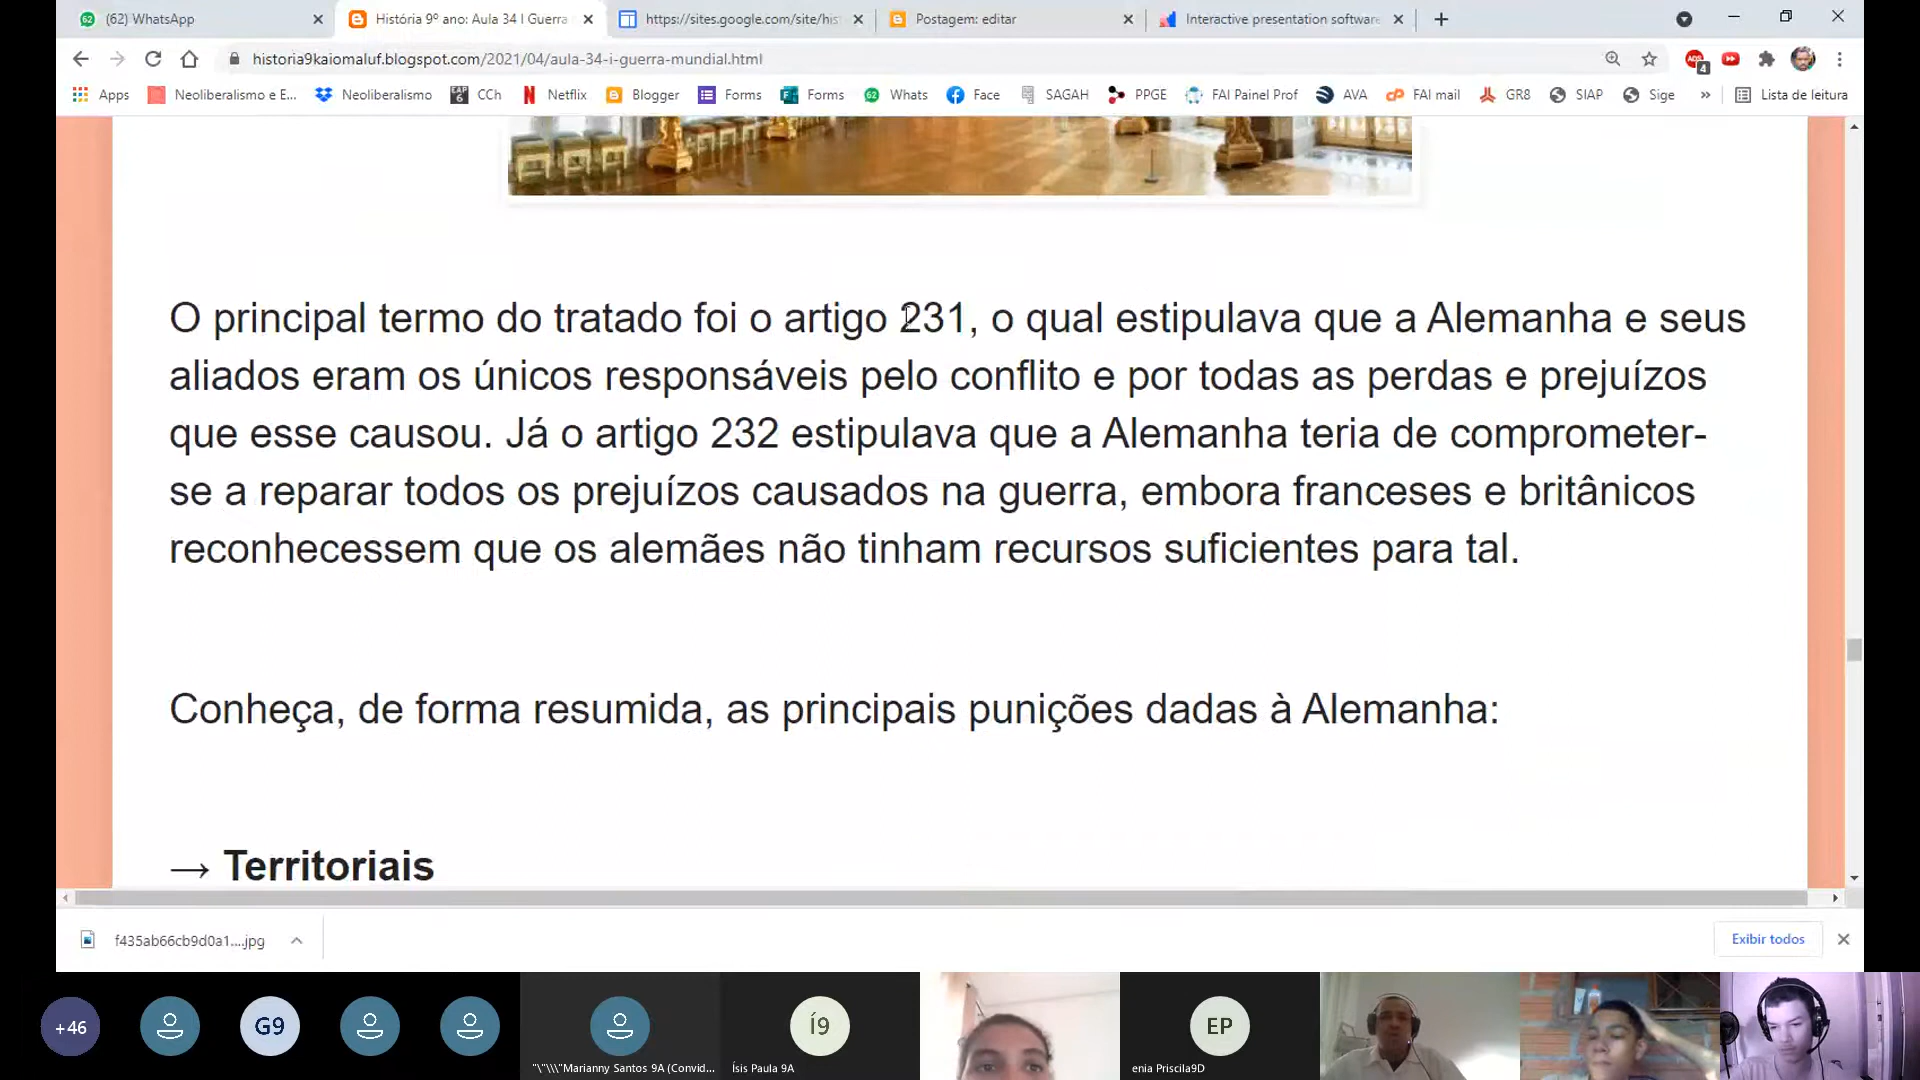 (62) WhatsApp
História 9º ano: Aula 34 I Guerra
https://sites.google.com/site/his
Postagem: editar
Interactive presentation software
historia9kaiomaluf.blogspot.com/2021/04/aula-34-i-guerra-mundial.html
4
Apps
Neoliberalismo e E...
Neoliberalismo
CCh
Netflix
Blogger
Forms
Forms
Whats
Face
SAGAH
PPGE
FAI Painel Prof
AVA
FAI mail
GR8
SIAP
Sige
»
Lista de leitura
O principal termo do tratado foi o artigo 231, o qual estipulava que a Alemanha e seus
aliados eram os únicos responsáveis pelo conflito e por todas as perdas e prejuízos
que esse causou. Já o artigo 232 estipulava que a Alemanha teria de comprometer-
se a reparar todos os prejuízos causados na guerra, embora franceses e britânicos
reconhecessem que os alemães não tinham recursos suficientes para tal.
Conheça, de forma resumida, as principais punições dadas à Alemanha:
→ Territoriais
f435ab66cb9d0a1....jpg
Exibir todos
+46
G9
Í9
EP
"\"\\\"Marianny Santos 9A (Convid...
Ísis Paula 9A
enia Priscila9D